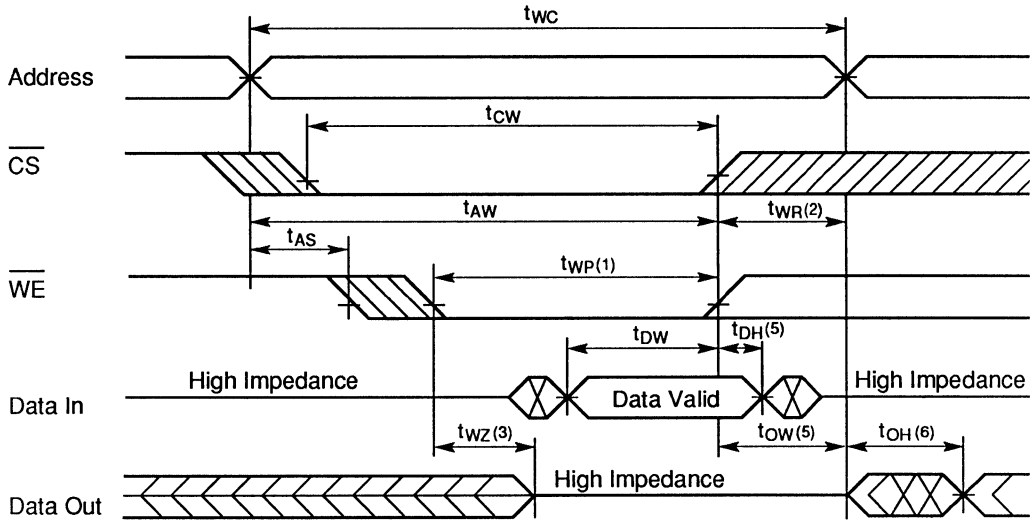 tWC
Address
tCW
CS
tAW
tWR(2)
tAS
WE
tWP(1)
tDW
tDH(5)
High Impedance
High Impedance
Data In
Data Valid
tWZ(3)
tOW(5)
tOH(6)
High Impedance
Data Out